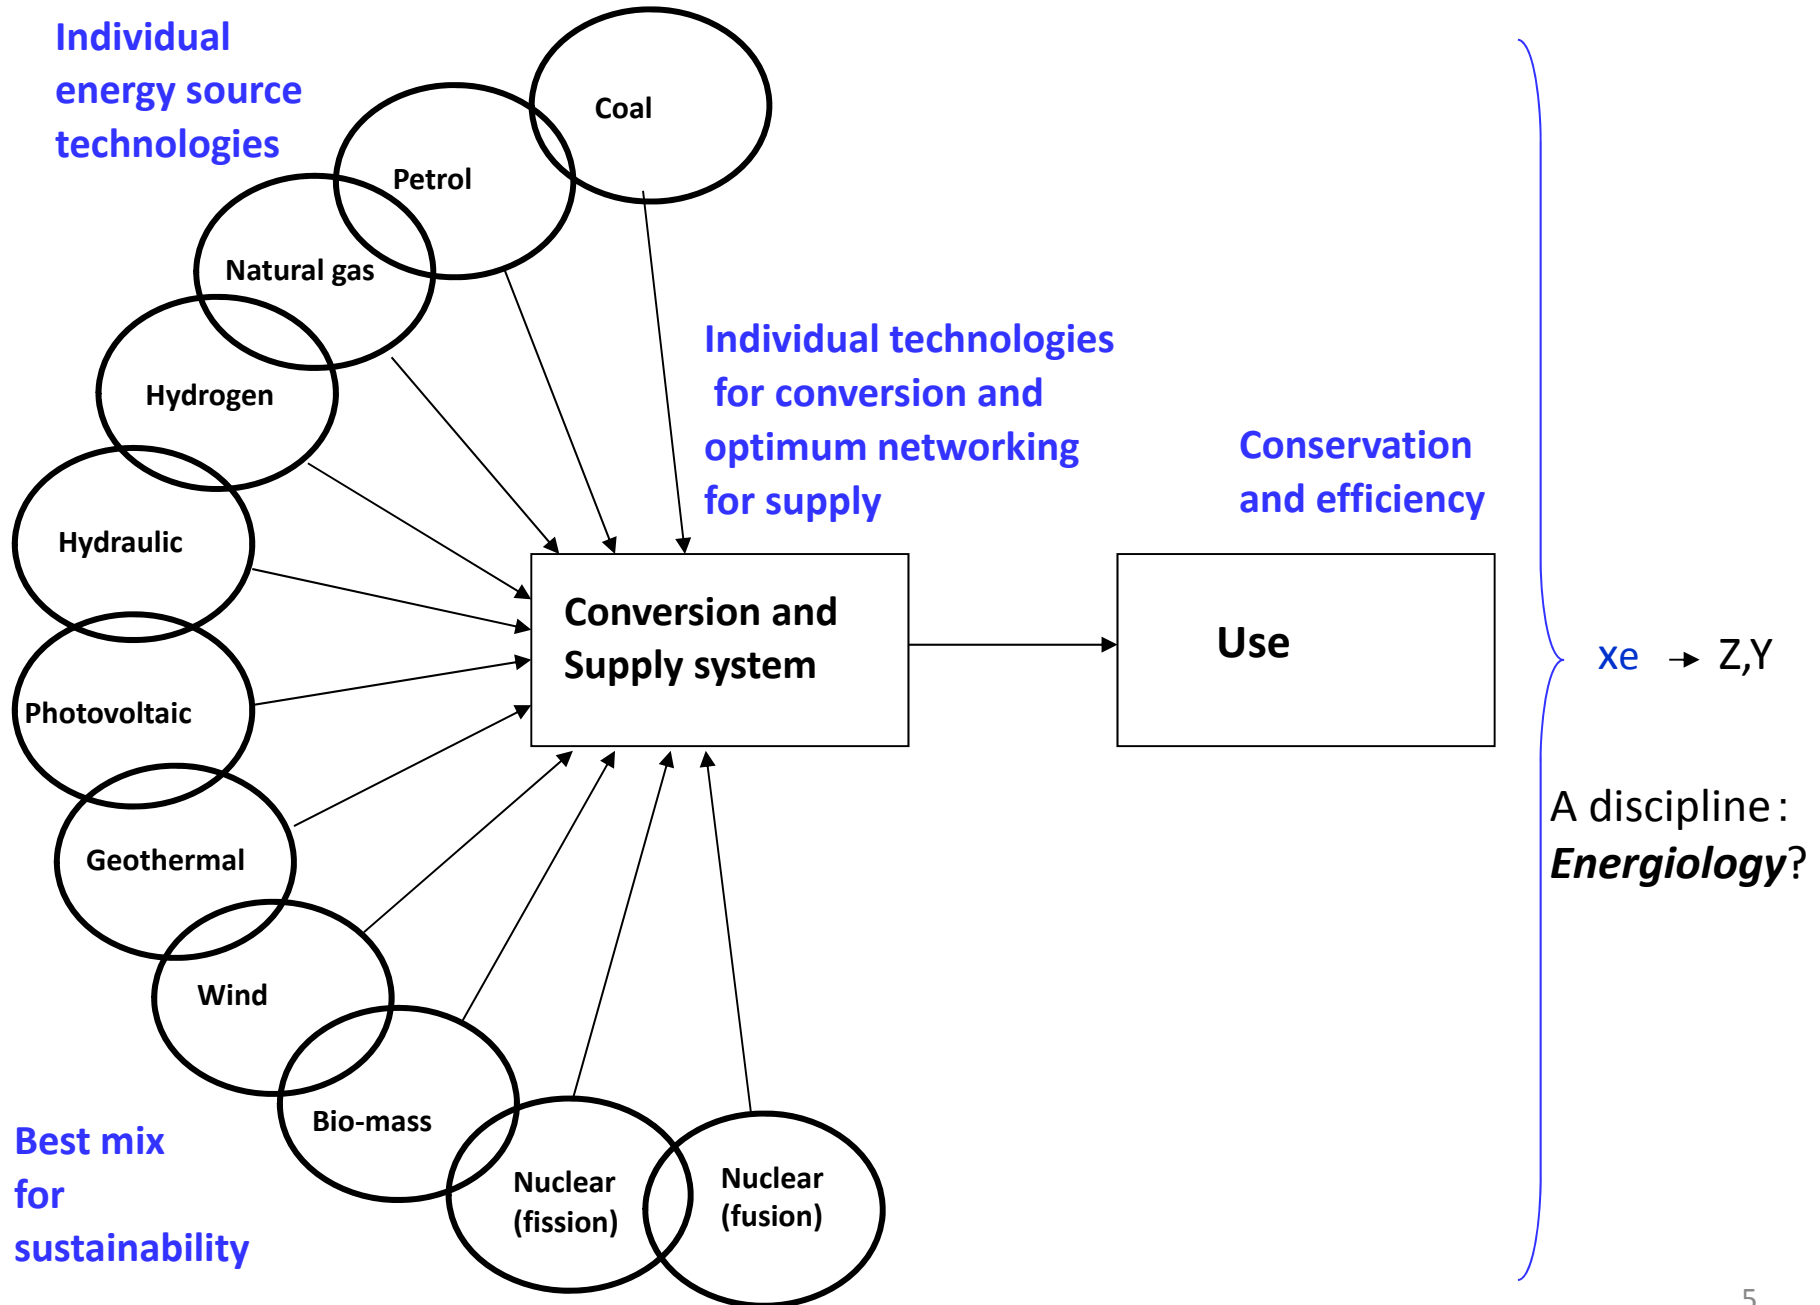 Individual
energy source
technologies
Coal
Petrol
Natural gas
Hydrogen
Hydraulic
Photovoltaic
Geothermal
Wind
Bio-mass
Nuclear
(fission)
Nuclear
(fusion)
Best mix
for
sustainability
Individual technologies
for conversion and
optimum networking
for supply
Conversion and
Supply system
Conservation
and efficiency
Use
xe → Z,Y
A discipline :
Energiology?
5